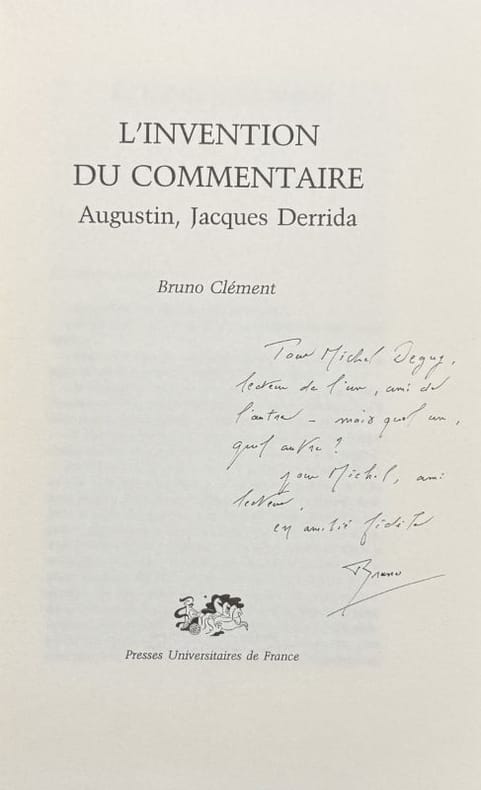 L'INVENTION
DU COMMENTAIRE
Augustin, Jacques Derrida
Bruno Clément
Pour Michel Deguy,
lecteur de l'un, ami de
l'autre – mais quel un,
quel autre ?
pour Michel, ami
lecteur,
en amitié fidèle
Bruno
Presses Universitaires de France